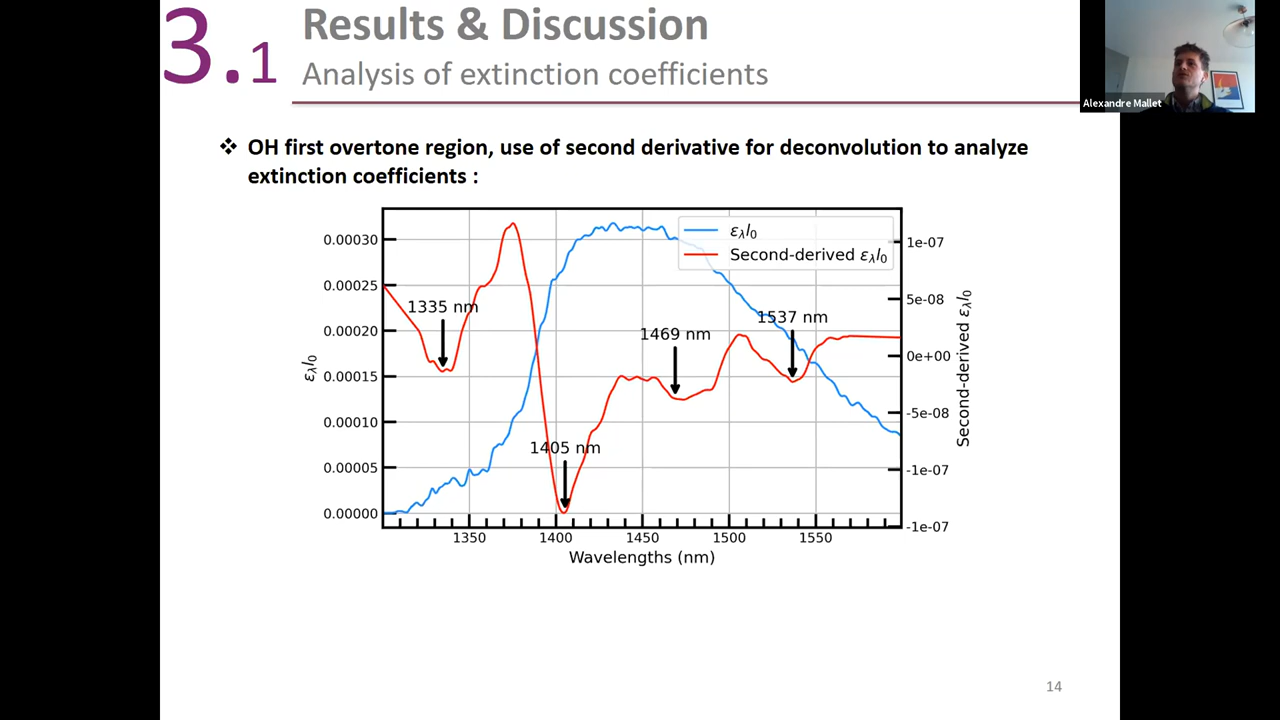 3.1
Results & Discussion
Analysis of extinction coefficients
Alexandre Mallet
❖ OH first overtone region, use of second derivative for deconvolution to analyze
extinction coefficients :
ελl0
Second-derived ελl0
0.00030
0.00025
0.00020
0.00015
0.00010
0.00005
0.00000
ελl0
1335 nm
1405 nm
1469 nm
1537 nm
1e-07
5e-08
0e+00
-5e-08
-1e-07
-1e-07
Second-derived ελl0
1350 1400 1450 1500 1550
Wavelengths (nm)
14